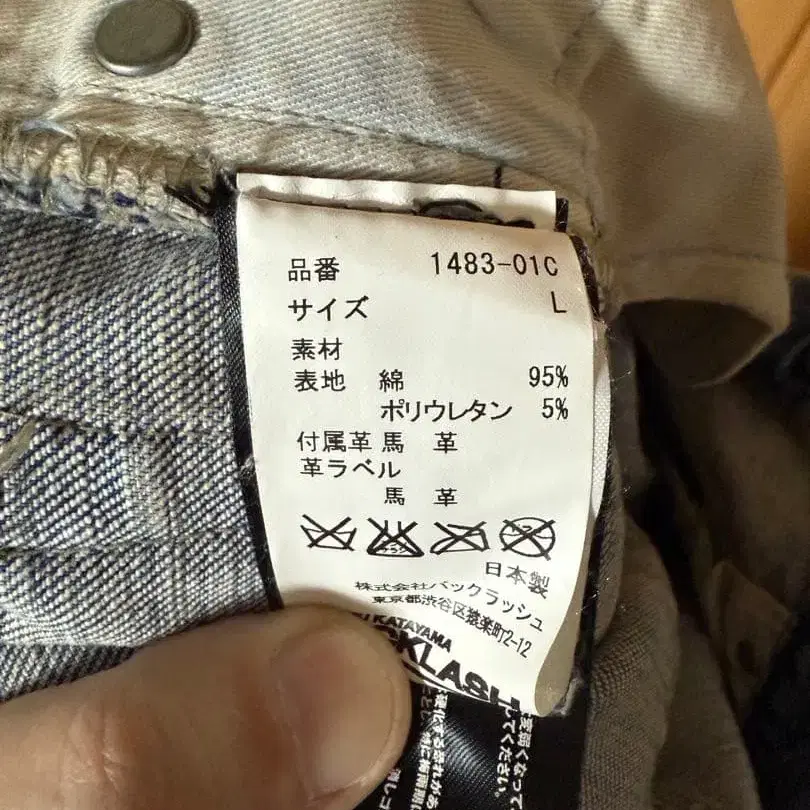 品番 1483-01C
サイズ L
素材
表地 綿 95%
ポリウレタン 5%
付属革 馬 革
革ラベル
馬 革
日本製
株式会社バックラッシュ
東京都渋谷区猿楽町2-12
KATAYAMA